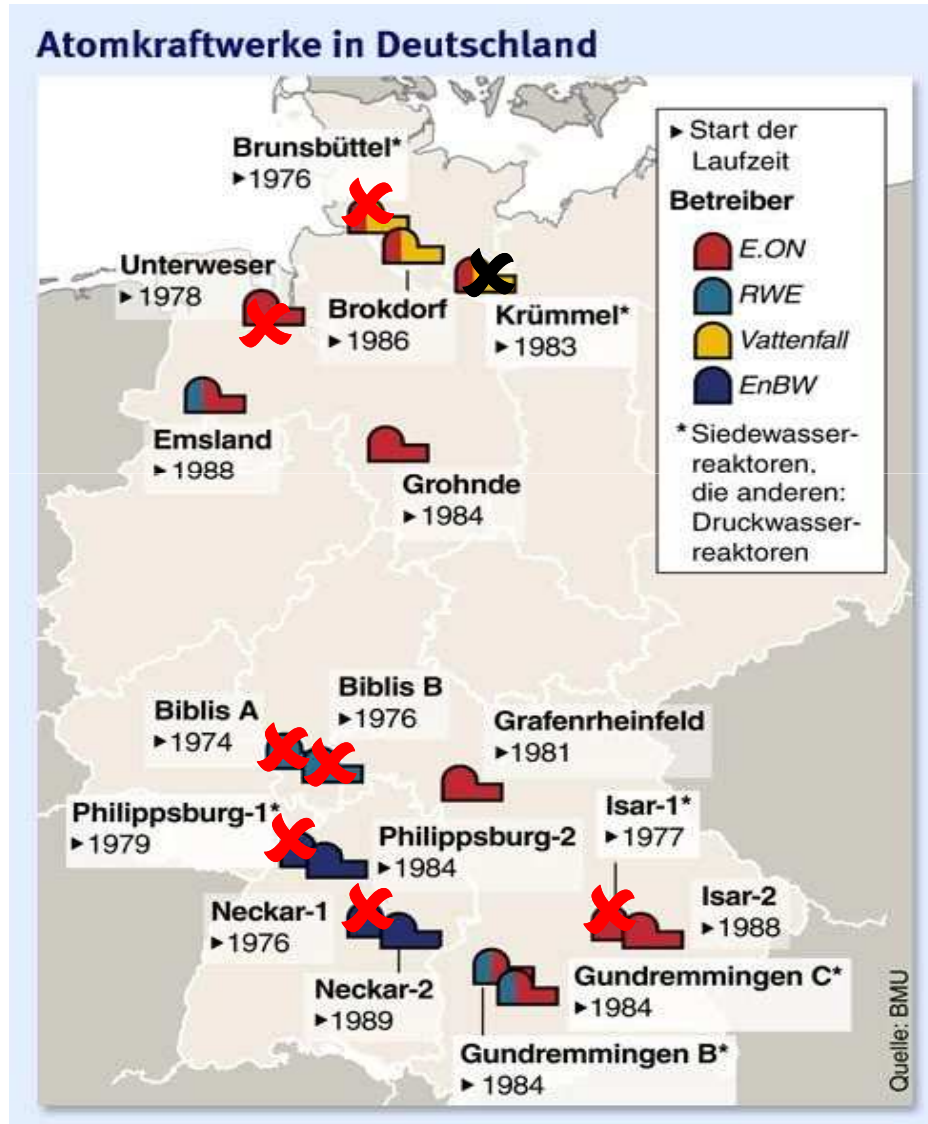 Atomkraftwerke in Deutschland
Brunsbüttel*
►1976
Unterweser
► 1978
Brokdorf
► 1986
Krümmel*
► 1983
Emsland
► 1988
Grohnde
► 1984
► Start der
Laufzeit
Betreiber
E.ON
RWE
Vattenfall
EnBW
* Siedewasser-
reaktoren.
die anderen:
Druckwasser-
reaktoren
Biblis A
►1974
Biblis B
►1976
Grafenrheinfeld
►1981
Philippsburg-1*
►1979
Philippsburg-2
►1984
Isar-1*
►1977
Isar-2
►1988
Neckar-1
►1976
Neckar-2
►1989
Gundremmingen C*
►1984
Gundremmingen B*
► 1984
Quelle: BMU